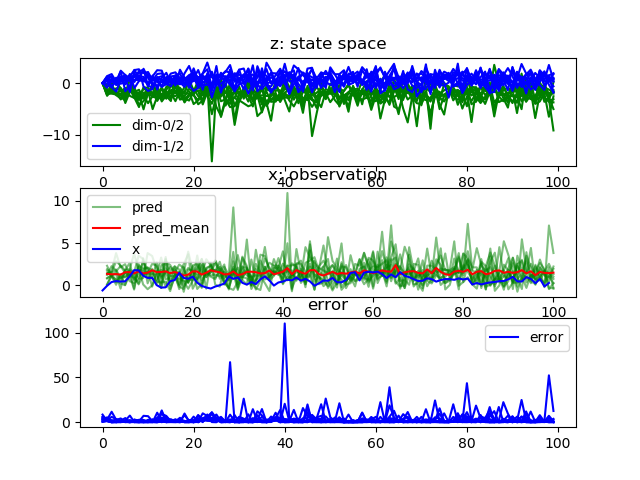 z: state space
0
−10
dim-0/2
dim-1/2
0 20 40 60 80 100
x: observation
10
5
0
pred
pred_mean
x
0 20 40 60 80 100
error
100
50
0
error
0 20 40 60 80 100